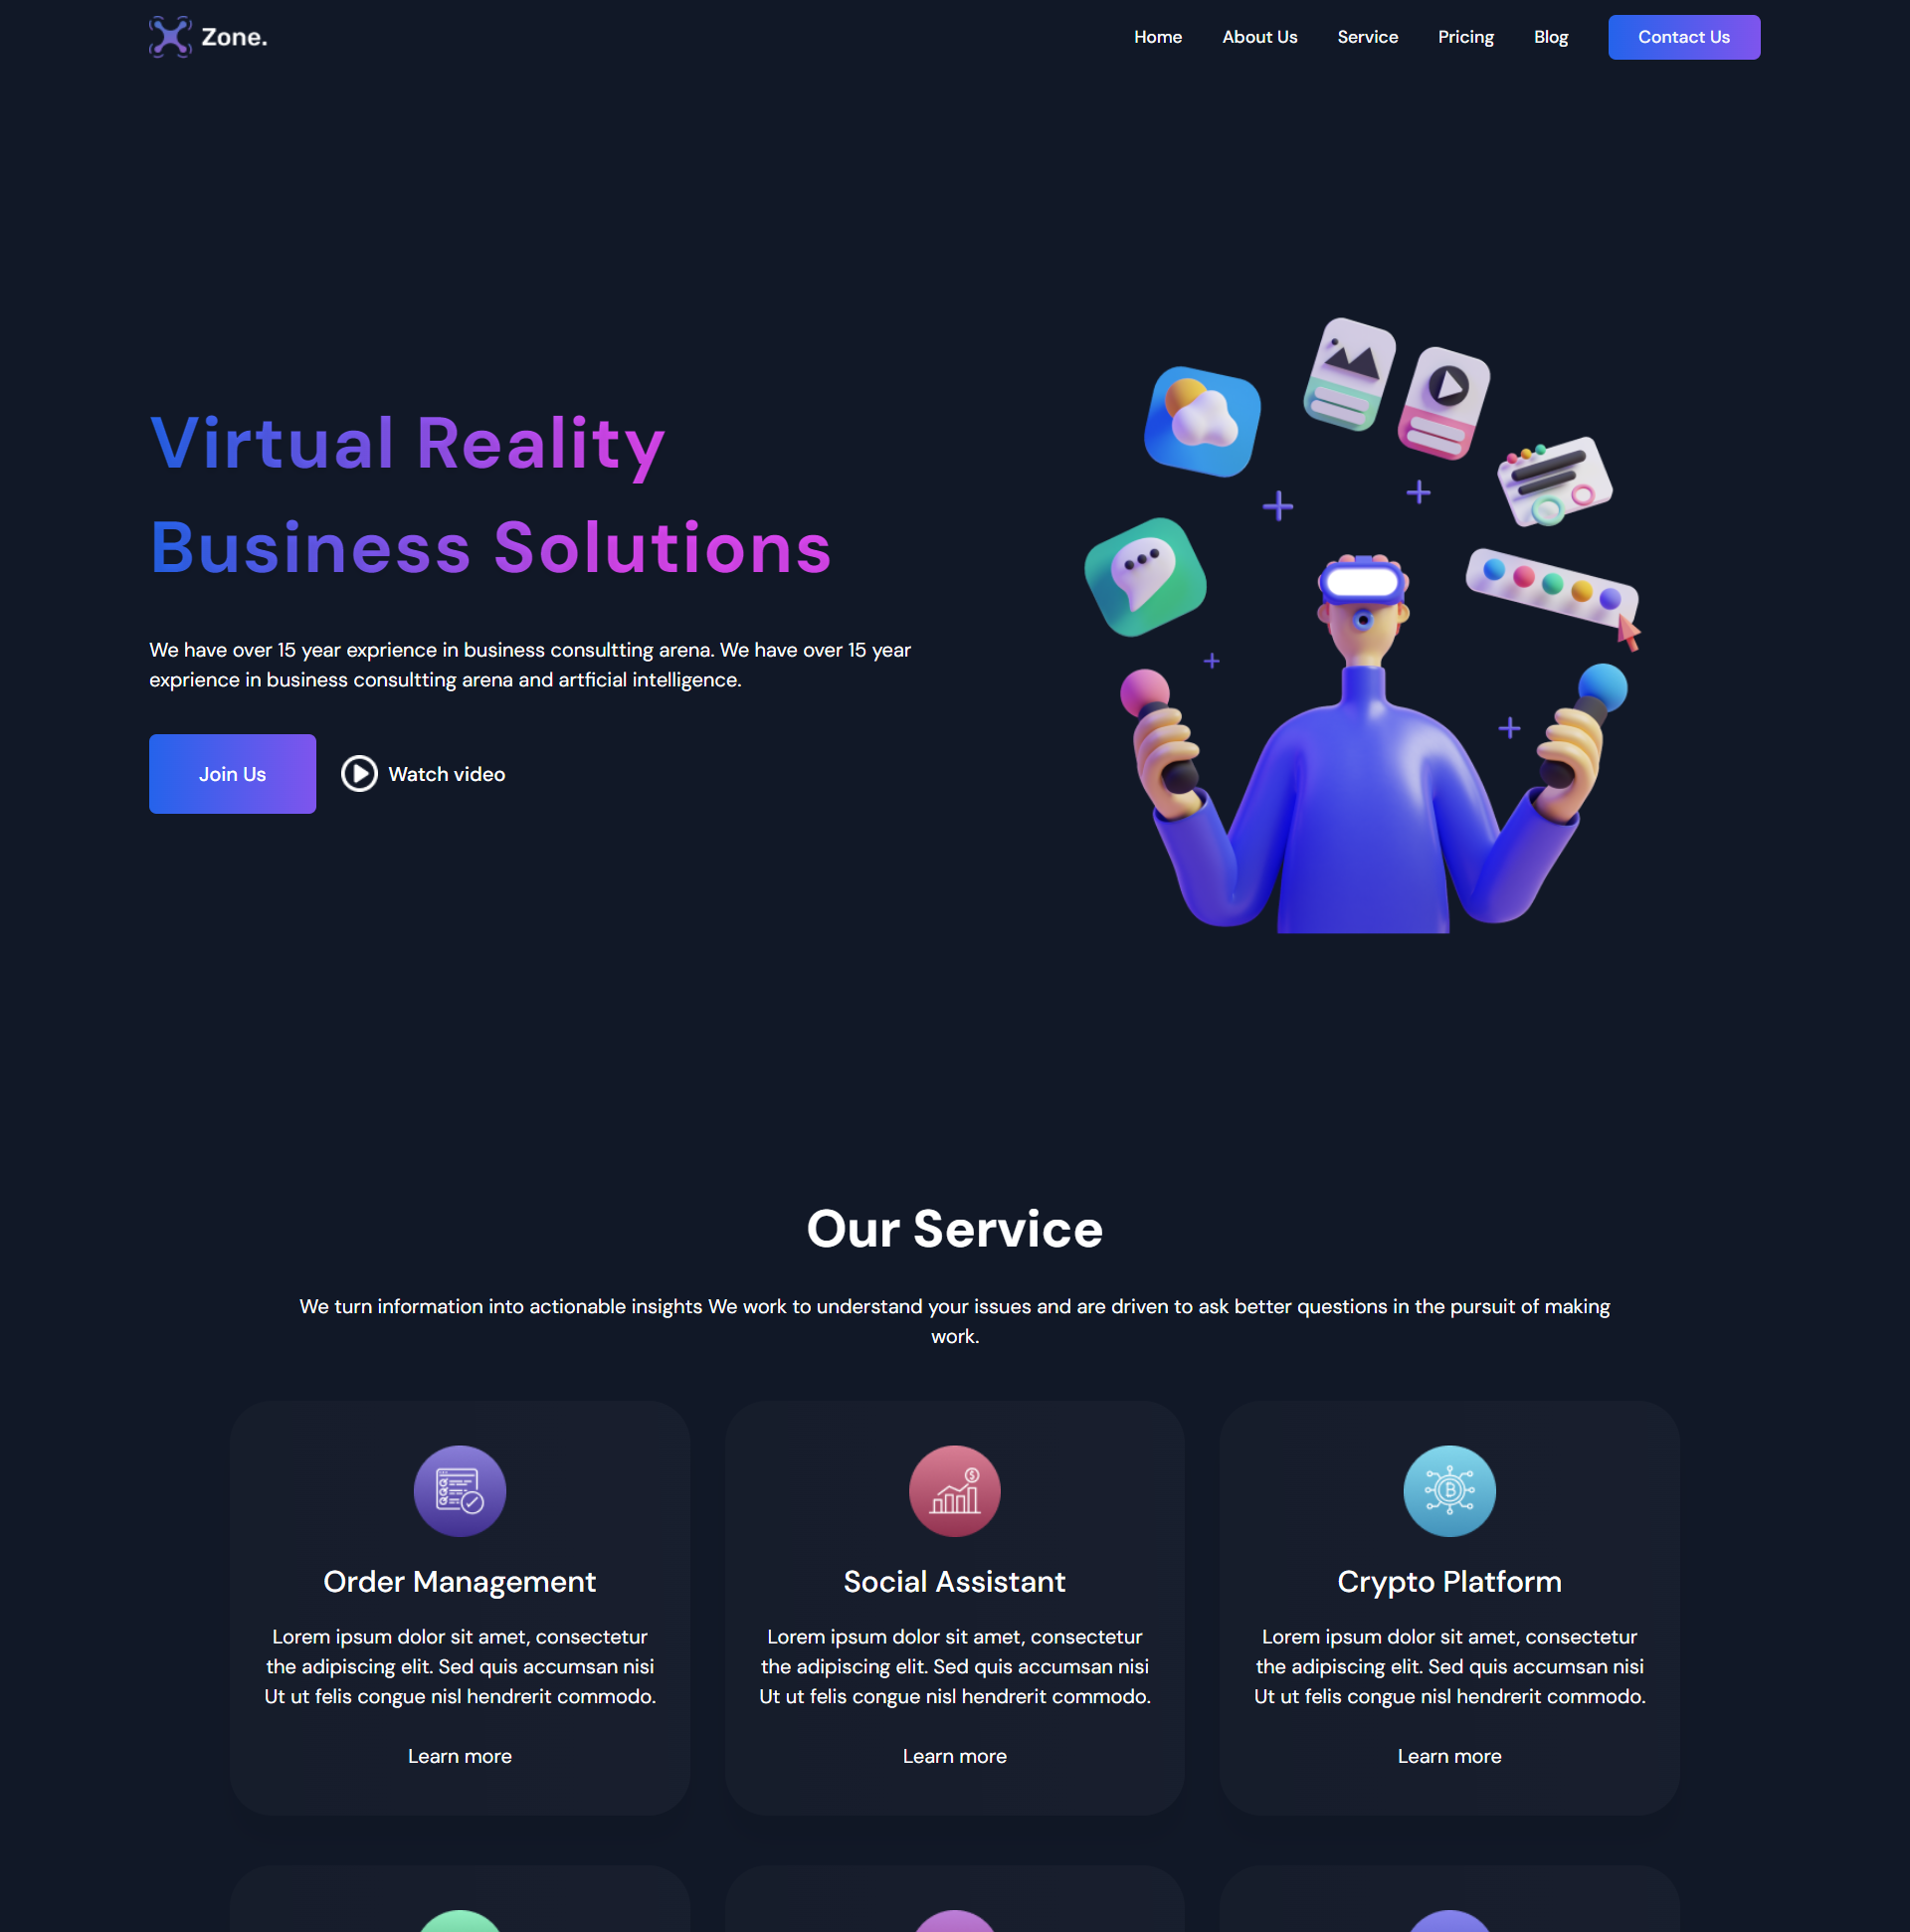 Zone.
Home
About Us
Service
Pricing
Blog
Contact Us
Virtual Reality
Business Solutions
We have over 15 year exprience in business consultting arena. We have over 15 year
exprience in business consultting arena and artficial intelligence.
Join Us
Watch video
Our Service
We turn information into actionable insights We work to understand your issues and are driven to ask better questions in the pursuit of making
work.
Order Management
Lorem ipsum dolor sit amet, consectetur
the adipiscing elit. Sed quis accumsan nisi
Ut ut felis congue nisl hendrerit commodo.
Learn more
Social Assistant
Lorem ipsum dolor sit amet, consectetur
the adipiscing elit. Sed quis accumsan nisi
Ut ut felis congue nisl hendrerit commodo.
Learn more
Crypto Platform
Lorem ipsum dolor sit amet, consectetur
the adipiscing elit. Sed quis accumsan nisi
Ut ut felis congue nisl hendrerit commodo.
Learn more